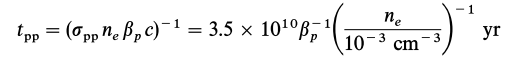 t_pp = (σ_pp n_e β_p c)^−1 = 3.5 × 10^10 β_p^−1 (n_e / 10^−3 cm^−3)^−1 yr